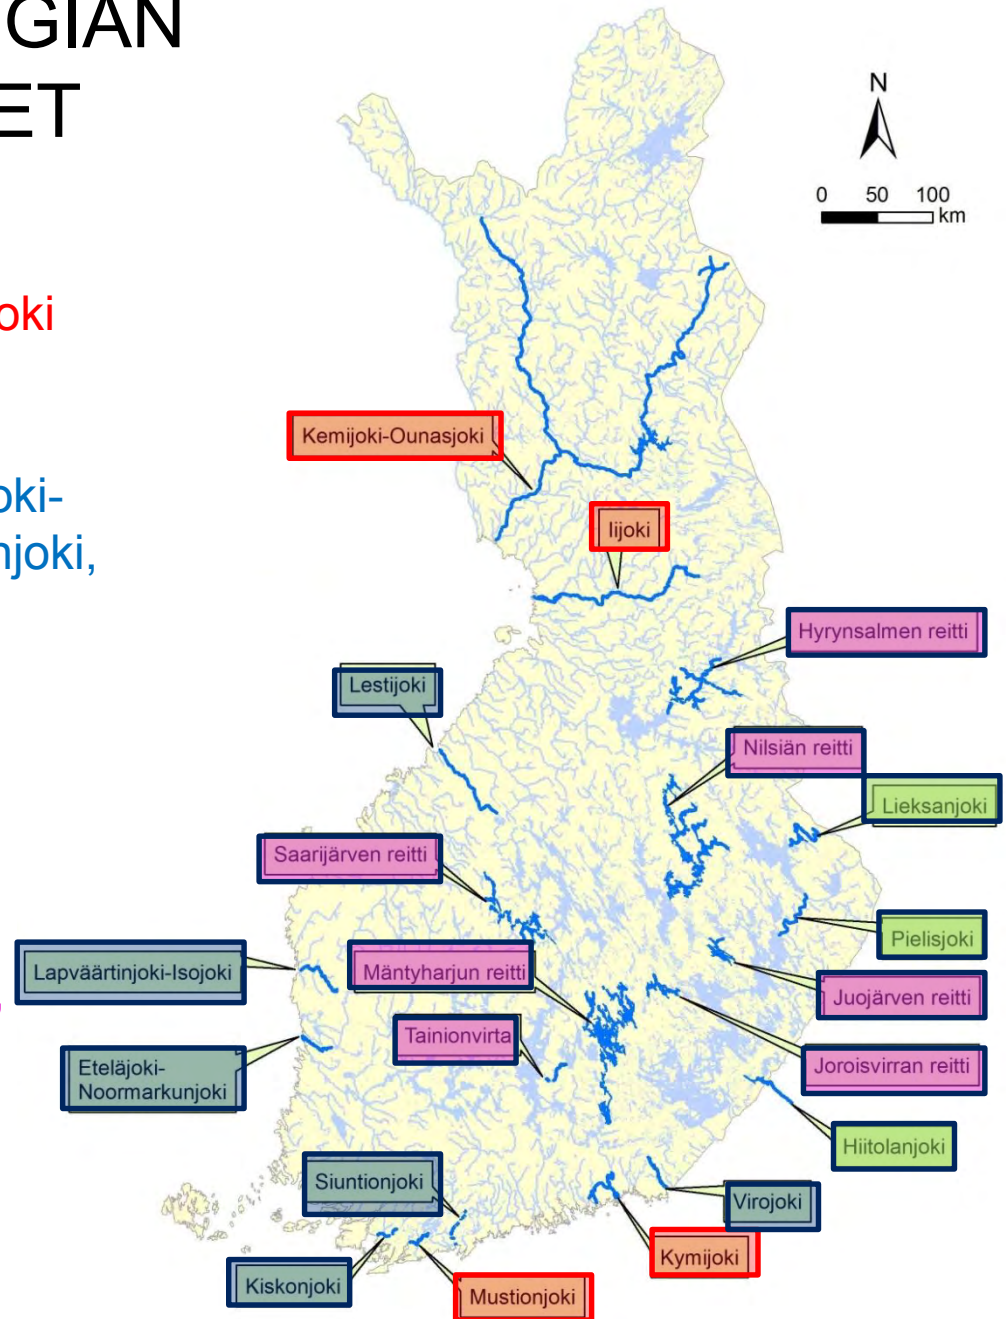 GIAN
ET
N
0 50 100
km
oki
Kemijoki-Ounasjoki
oki-
njoki,
Iijoki
Hyrynsalmen reitti
Lestijoki
Nilsiän reitti
Lieksanjoki
Saarijärven reitti
Pielisjoki
Lapväärtinjoki-Isojoki
Mäntyharjun reitti
Juojärven reitti
Tainionvirta
Eteläjoki-
Noormarkunjoki
Joroisvirran reitti
Hiitolanjoki
Siuntionjoki
Virojoki
Kymijoki
Kiskonjoki
Mustionjoki